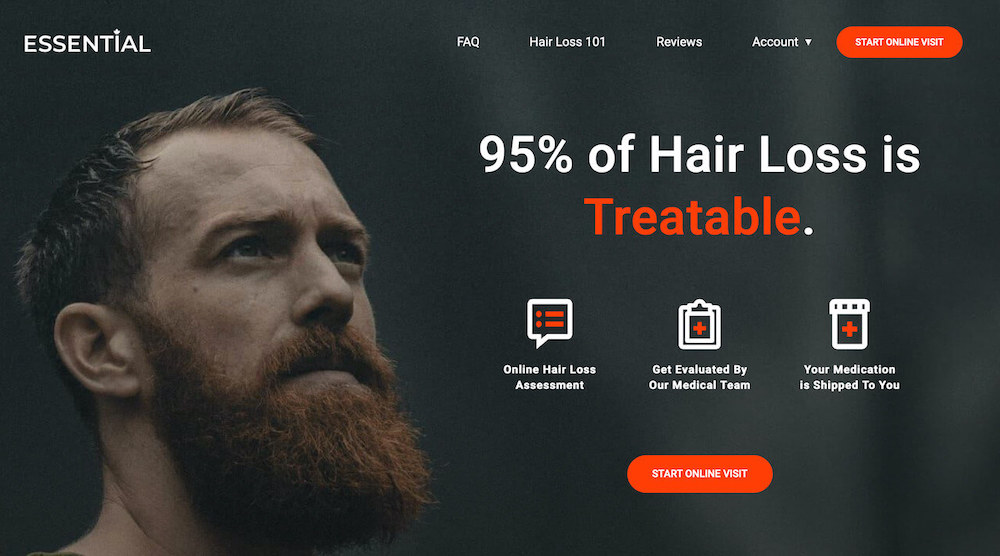 ESSENTIAL
FAQ
Hair Loss 101
Reviews
Account ▼
START ONLINE VISIT
95% of Hair Loss is
Treatable.
Online Hair Loss
Assessment
Get Evaluated By
Our Medical Team
Your Medication
is Shipped To You
START ONLINE VISIT